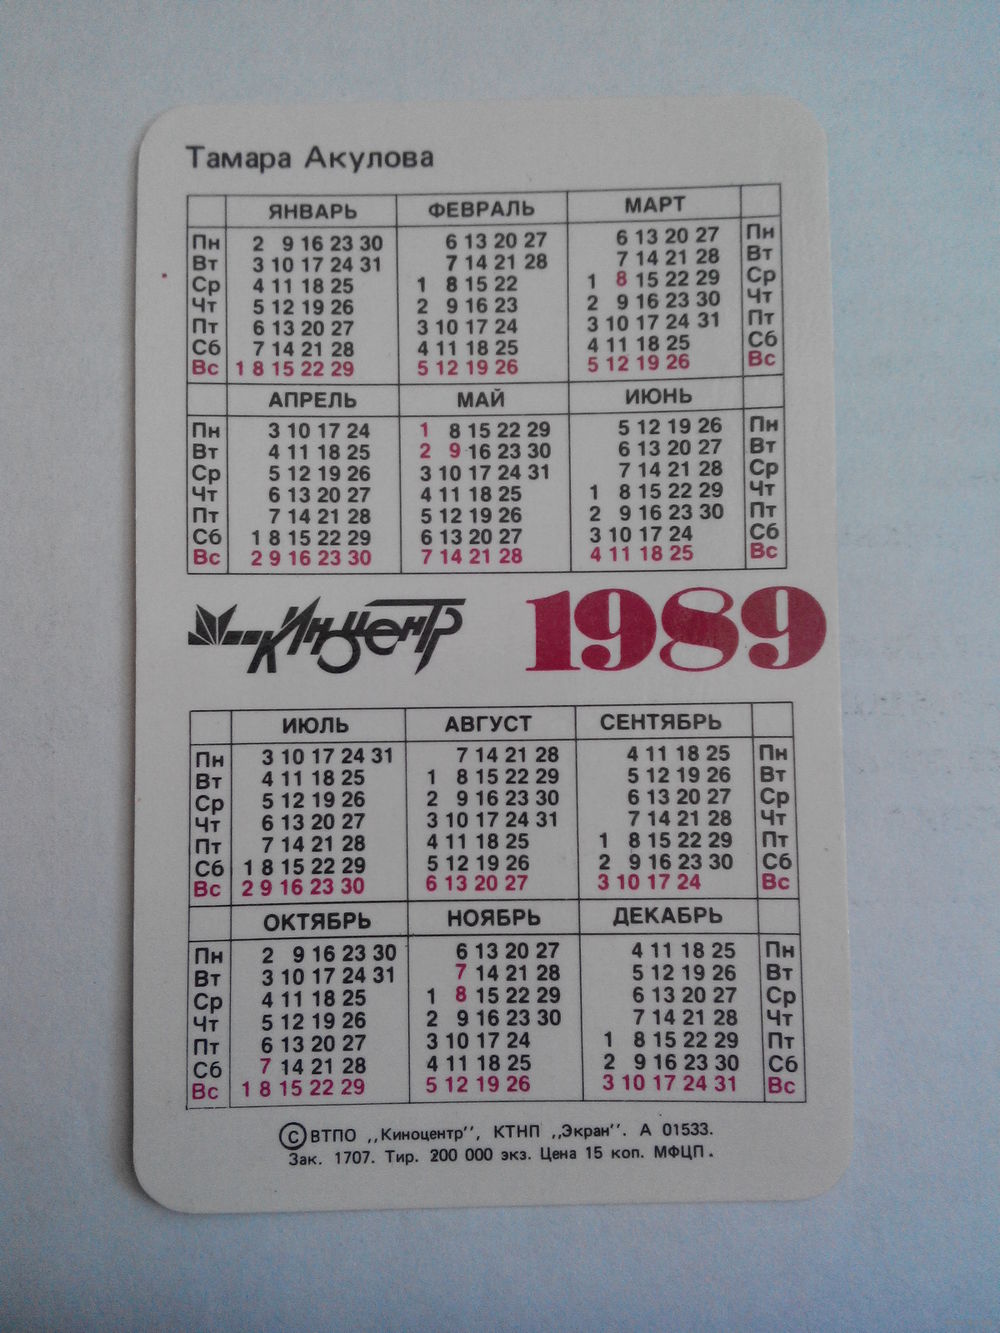 Тамара Акулова
ЯНВАРЬ ФЕВРАЛЬ МАРТ
Пн 2 9 16 23 30 6 13 20 27 6 13 20 27 Пн
Вт 3 10 17 24 31 7 14 21 28 7 14 21 28 Вт
Ср 4 11 18 25 1 8 15 22 1 8 15 22 29 Ср
Чт 5 12 19 26 2 9 16 23 2 9 16 23 30 Чт
Пт 6 13 20 27 3 10 17 24 3 10 17 24 31 Пт
Сб 7 14 21 28 4 11 18 25 4 11 18 25 Сб
Вс 1 8 15 22 29 5 12 19 26 5 12 19 26 Вс
АПРЕЛЬ МАЙ ИЮНЬ
Пн 3 10 17 24 1 8 15 22 29 5 12 19 26 Пн
Вт 4 11 18 25 2 9 16 23 30 6 13 20 27 Вт
Ср 5 12 19 26 3 10 17 24 31 7 14 21 28 Ср
Чт 6 13 20 27 4 11 18 25 1 8 15 22 29 Чт
Пт 7 14 21 28 5 12 19 26 2 9 16 23 30 Пт
Сб 1 8 15 22 29 6 13 20 27 3 10 17 24 Сб
Вс 2 9 16 23 30 7 14 21 28 4 11 18 25 Вс
Киноцентр 1989
ИЮЛЬ АВГУСТ СЕНТЯБРЬ
Пн 3 10 17 24 31 7 14 21 28 4 11 18 25 Пн
Вт 4 11 18 25 1 8 15 22 29 5 12 19 26 Вт
Ср 5 12 19 26 2 9 16 23 30 6 13 20 27 Ср
Чт 6 13 20 27 3 10 17 24 31 7 14 21 28 Чт
Пт 7 14 21 28 4 11 18 25 1 8 15 22 29 Пт
Сб 1 8 15 22 29 5 12 19 26 2 9 16 23 30 Сб
Вс 2 9 16 23 30 6 13 20 27 3 10 17 24 Вс
ОКТЯБРЬ НОЯБРЬ ДЕКАБРЬ
Пн 2 9 16 23 30 6 13 20 27 4 11 18 25 Пн
Вт 3 10 17 24 31 7 14 21 28 5 12 19 26 Вт
Ср 4 11 18 25 1 8 15 22 29 6 13 20 27 Ср
Чт 5 12 19 26 2 9 16 23 30 7 14 21 28 Чт
Пт 6 13 20 27 3 10 17 24 1 8 15 22 29 Пт
Сб 7 14 21 28 4 11 18 25 2 9 16 23 30 Сб
Вс 1 8 15 22 29 5 12 19 26 3 10 17 24 31 Вс
© ВТПО ,,Киноцентр'', КТНП ,,Экран''. А 01533.
Зак. 1707. Тир. 200 000 экз. Цена 15 коп. МФЦП.